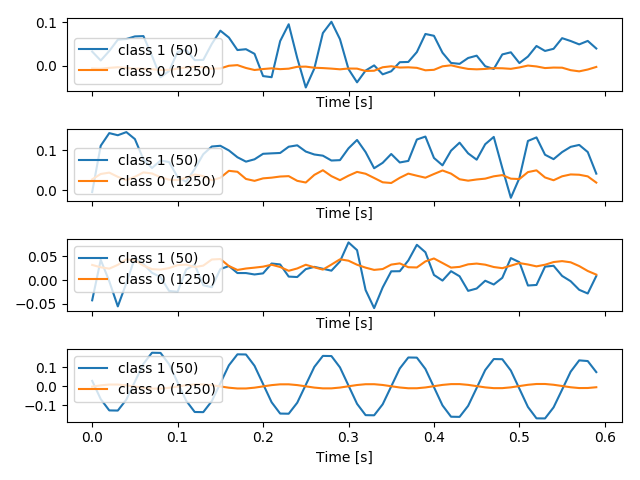 0.1
0.0
class 1 (50)
class 0 (1250)
Time [s]
0.1
0.0
class 1 (50)
class 0 (1250)
Time [s]
0.05
0.00
−0.05
class 1 (50)
class 0 (1250)
Time [s]
0.1
0.0
−0.1
class 1 (50)
class 0 (1250)
0.0 0.1 0.2 0.3 0.4 0.5 0.6
Time [s]